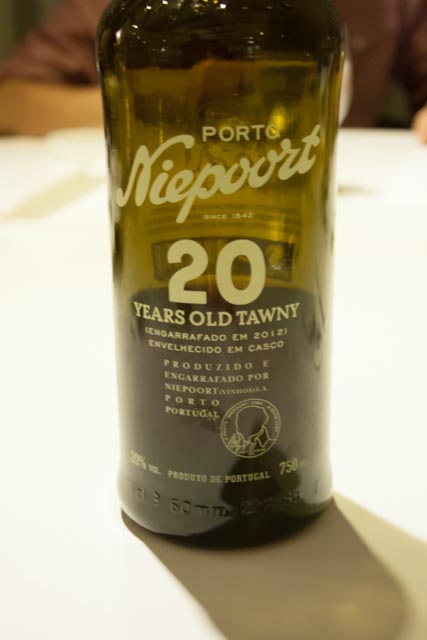 PORTO
Niepoort
SINCE 1842
20
YEARS OLD TAWNY
(ENGARRAFADO EM 2012)
ENVELHECIDO EM CASCO
PRODUZIDO E
ENGARRAFADO POR
NIEPOORT (VINHOS) S.A.
PORTO
PORTUGAL
20% VOL. PRODUTO DE PORTUGAL 750